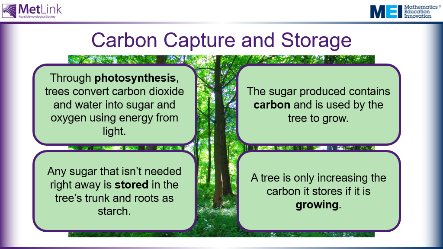 MetLink
Royal Meteorological Society
MEI
Mathematics
Education
Innovation
Carbon Capture and Storage
Through photosynthesis,
trees convert carbon dioxide
and water into sugar and
oxygen using energy from
light.
The sugar produced contains
carbon and is used by the
tree to grow.
Any sugar that isn't needed
right away is stored in the
tree's trunk and roots as
starch.
A tree is only increasing the
carbon it stores if it is
growing.